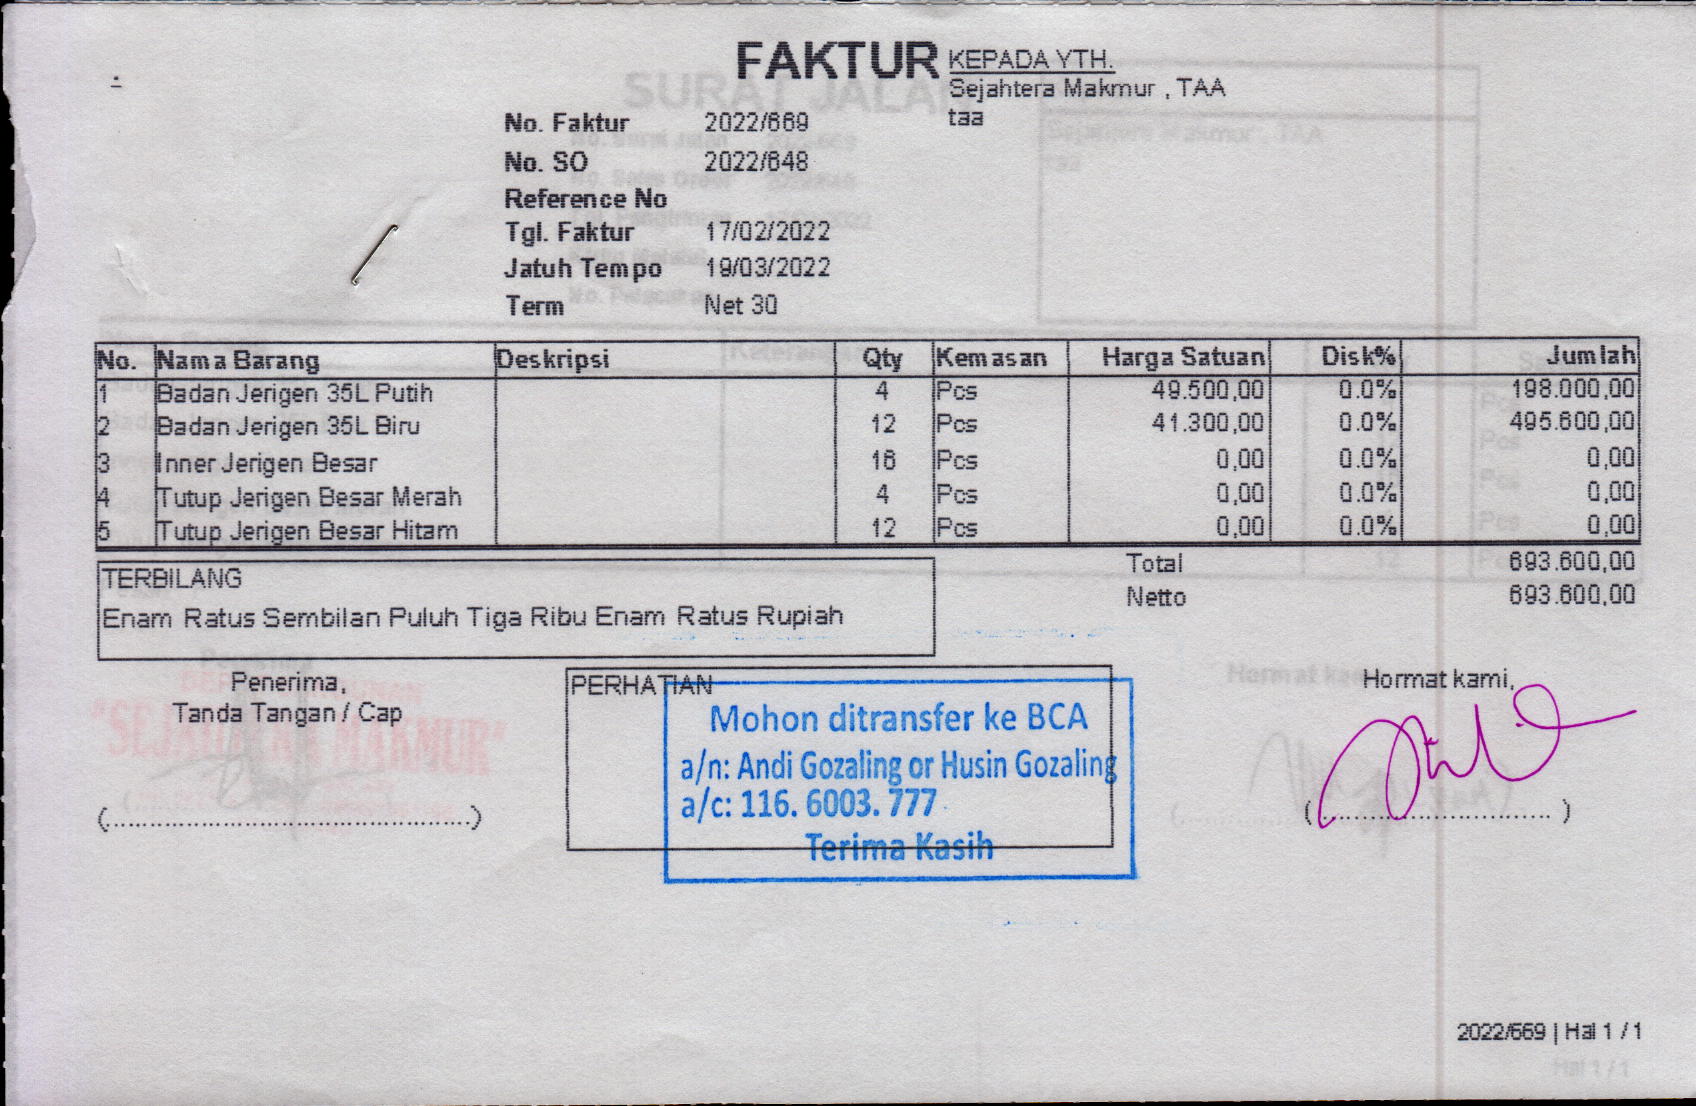 FAKTUR
KEPADA YTH.
Sejahtera Makmur , TAA
taa
No. Faktur 2022/669
No. SO 2022/648
Reference No
Tgl. Faktur 17/02/2022
Jatuh Tempo 19/03/2022
Term Net 30
No. Nama Barang Deskripsi Qty Kemasan Harga Satuan Disk% Jumlah
1 Badan Jerigen 35L Putih 4 Pcs 49.500,00 0.0% 198.000,00
2 Badan Jerigen 35L Biru 12 Pcs 41.300,00 0.0% 495.600,00
3 Inner Jerigen Besar 16 Pcs 0,00 0.0% 0,00
4 Tutup Jerigen Besar Merah 4 Pcs 0,00 0.0% 0,00
5 Tutup Jerigen Besar Hitam 12 Pcs 0,00 0.0% 0,00
Total 693.600,00
Netto 693.600,00
TERBILANG
Enam Ratus Sembilan Puluh Tiga Ribu Enam Ratus Rupiah
Penerima,
Tanda Tangan / Cap
"SEJAHTERA MAKMUR"
PERHATIAN
Mohon ditransfer ke BCA
a/n: Andi Gozaling or Husin Gozaling
a/c: 116. 6003. 777
Terima Kasih
Hormat kami,
2022/669 | Hal 1 / 1
SURAT JALAN
Hal 1 / 1